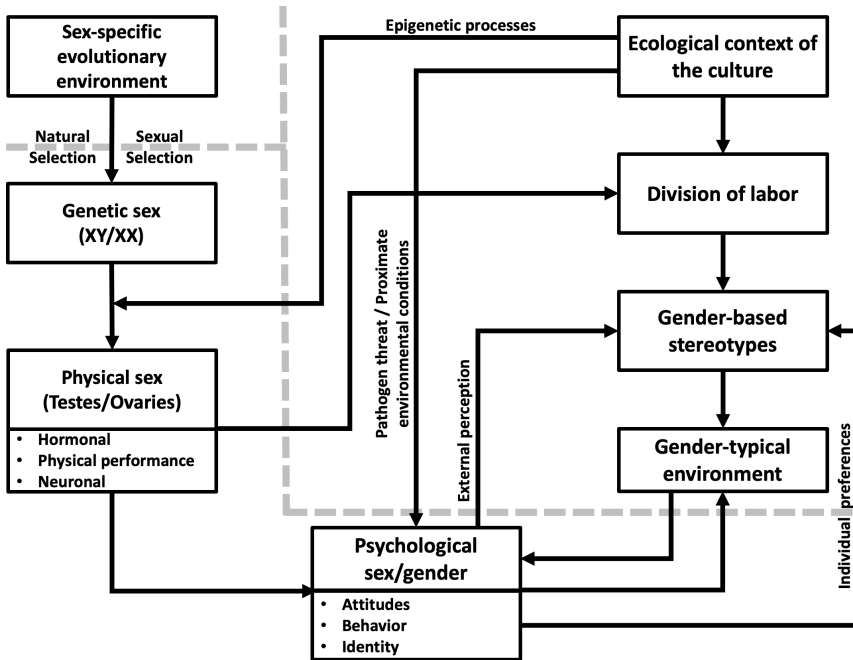 Sex-specific
evolutionary
environment
Epigenetic processes
Ecological context of
the culture
Natural
Selection
Sexual
Selection
Genetic sex
(XY/XX)
Division of labor
Pathogen threat / Proximate
environmental conditions
Gender-based
stereotypes
Physical sex
(Testes/Ovaries)
• Hormonal
• Physical performance
• Neuronal
External perception
Gender-typical
environment
Individual preferences
Psychological
sex/gender
• Attitudes
• Behavior
• Identity